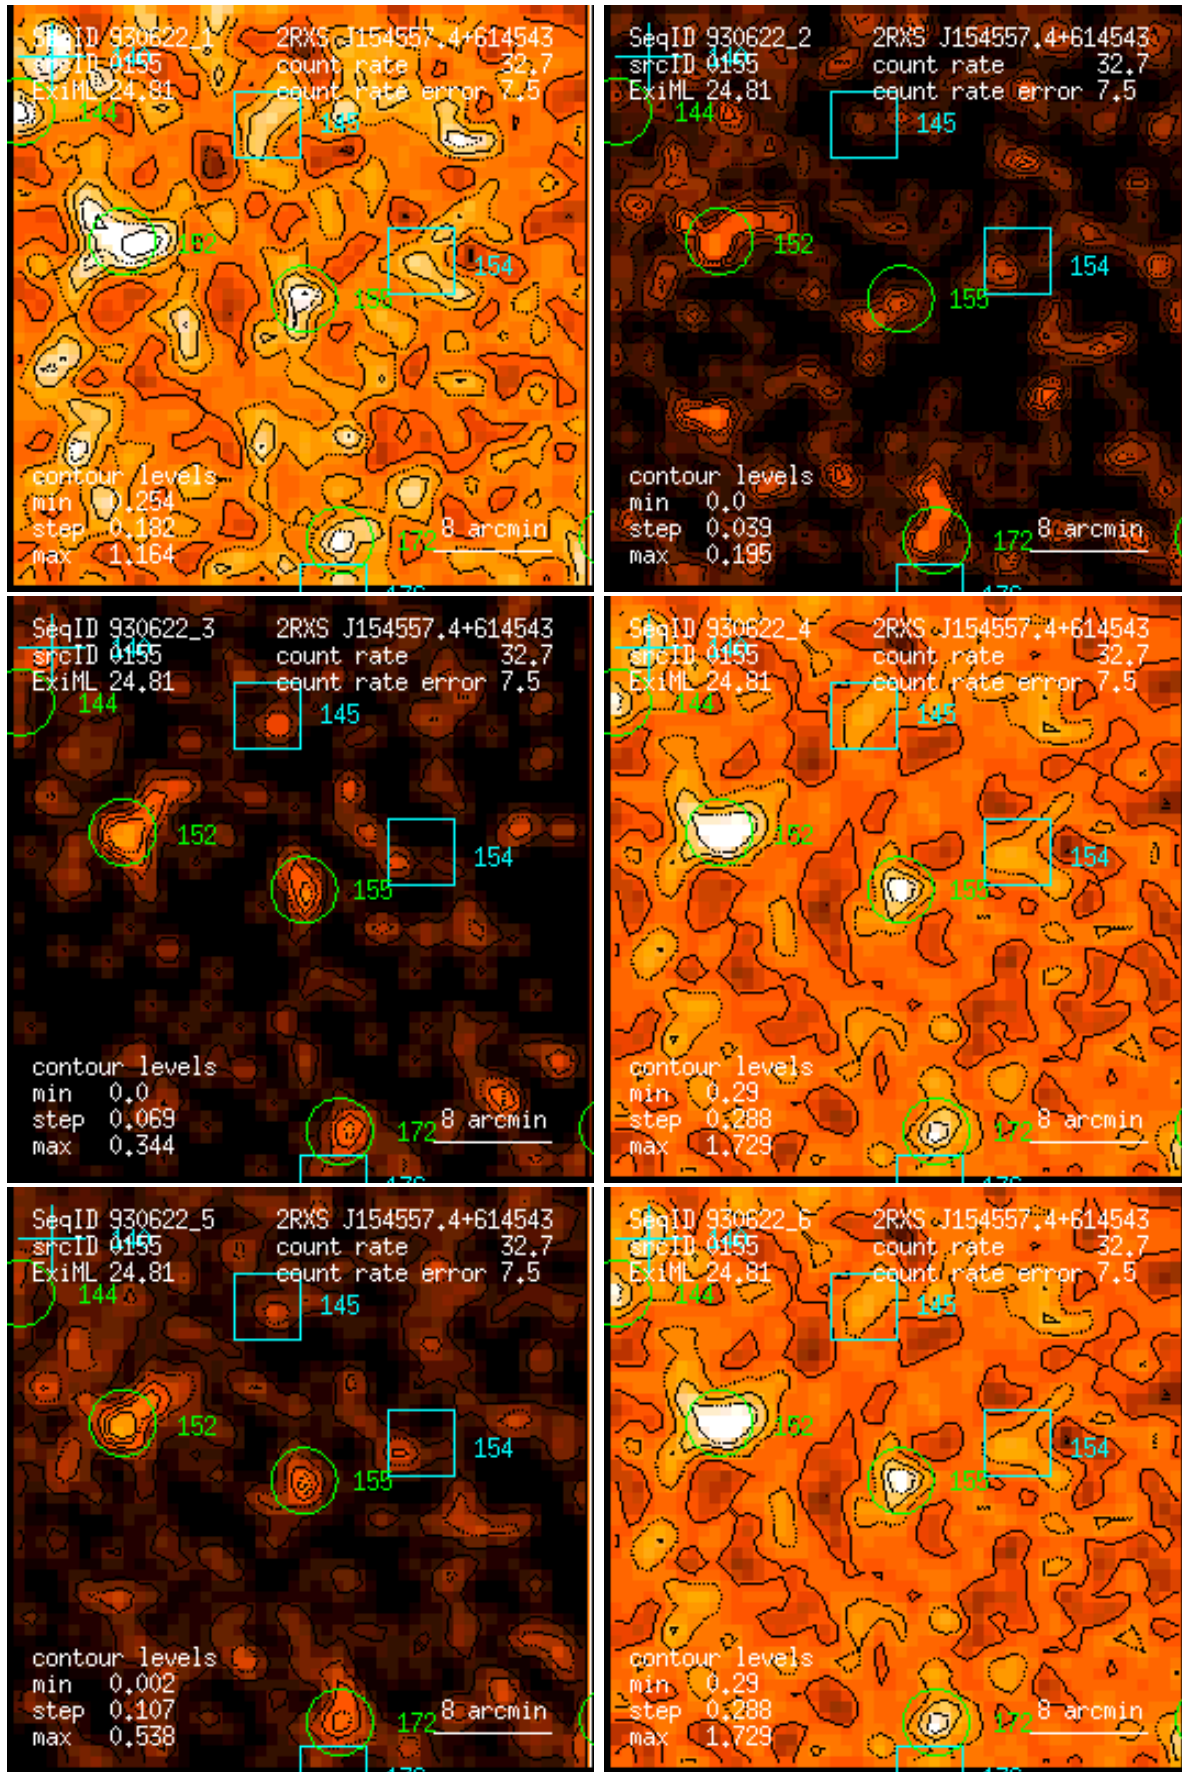 SeqID 930622_1 2RXS J154557.4+614543
srcID 0155 count rate 32.7
ExiML 24.81 count rate error 7.5
144
145
152
154
155
contour levels
min 0.254
step 0.182
max 1.164
172
8 arcmin
SeqID 930622_2 2RXS J154557.4+614543
srcID 0155 count rate 32.7
ExiML 24.81 count rate error 7.5
144
145
152
154
155
contour levels
min 0.0
step 0.039
max 0.195
172
8 arcmin
SeqID 930622_3 2RXS J154557.4+614543
srcID 0155 count rate 32.7
ExiML 24.81 count rate error 7.5
144
145
152
154
155
contour levels
min 0.0
step 0.069
max 0.344
172
8 arcmin
SeqID 930622_4 2RXS J154557.4+614543
srcID 0155 count rate 32.7
ExiML 24.81 count rate error 7.5
144
145
152
154
155
contour levels
min 0.29
step 0.288
max 1.729
172
8 arcmin
SeqID 930622_5 2RXS J154557.4+614543
srcID 0155 count rate 32.7
ExiML 24.81 count rate error 7.5
144
145
152
154
155
contour levels
min 0.002
step 0.107
max 0.538
172
8 arcmin
SeqID 930622_6 2RXS J154557.4+614543
srcID 0155 count rate 32.7
ExiML 24.81 count rate error 7.5
144
145
152
154
155
contour levels
min 0.29
step 0.288
max 1.729
172
8 arcmin